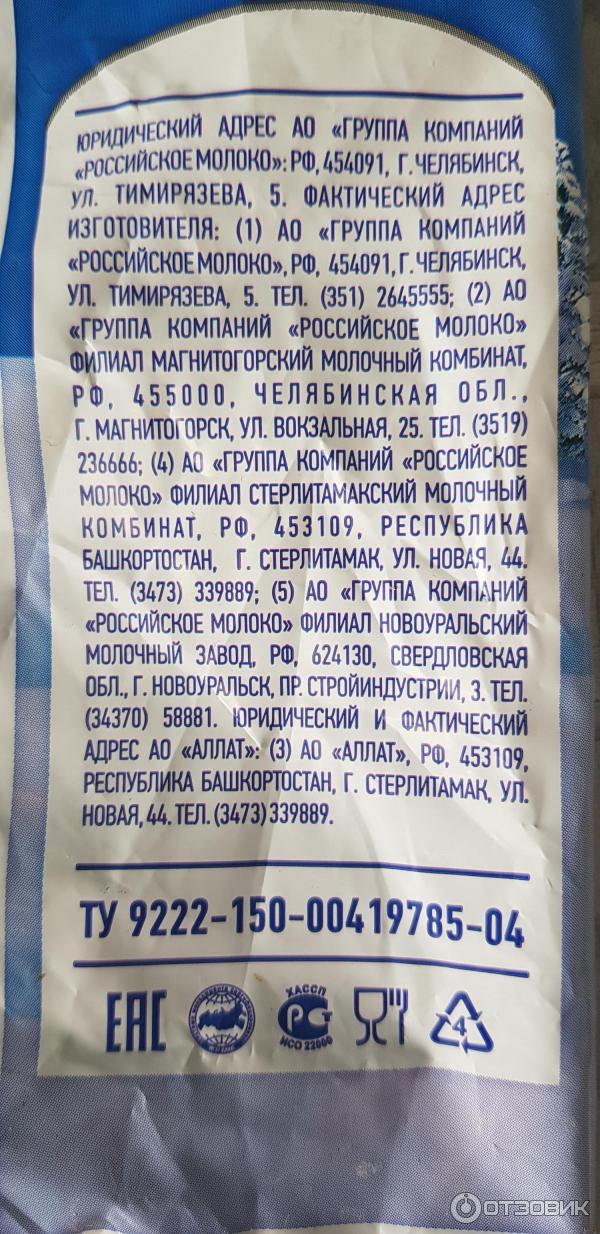 ЮРИДИЧЕСКИЙ АДРЕС АО «ГРУППА КОМПАНИЙ
«РОССИЙСКОЕ МОЛОКО»: РФ, 454091, Г. ЧЕЛЯБИНСК,
УЛ. ТИМИРЯЗЕВА, 5. ФАКТИЧЕСКИЙ АДРЕС
ИЗГОТОВИТЕЛЯ: (1) АО «ГРУППА КОМПАНИЙ
«РОССИЙСКОЕ МОЛОКО», РФ, 454091, Г. ЧЕЛЯБИНСК,
УЛ. ТИМИРЯЗЕВА, 5. ТЕЛ. (351) 2645555; (2) АО
«ГРУППА КОМПАНИЙ «РОССИЙСКОЕ МОЛОКО»
ФИЛИАЛ МАГНИТОГОРСКИЙ МОЛОЧНЫЙ КОМБИНАТ,
РФ, 455000, ЧЕЛЯБИНСКАЯ ОБЛ.,
Г. МАГНИТОГОРСК, УЛ. ВОКЗАЛЬНАЯ, 25. ТЕЛ. (3519)
236666; (4) АО «ГРУППА КОМПАНИЙ «РОССИЙСКОЕ
МОЛОКО» ФИЛИАЛ СТЕРЛИТАМАКСКИЙ МОЛОЧНЫЙ
КОМБИНАТ, РФ, 453109, РЕСПУБЛИКА
БАШКОРТОСТАН, Г. СТЕРЛИТАМАК, УЛ. НОВАЯ, 44.
ТЕЛ. (3473) 339889; (5) АО «ГРУППА КОМПАНИЙ
«РОССИЙСКОЕ МОЛОКО» ФИЛИАЛ НОВОУРАЛЬСКИЙ
МОЛОЧНЫЙ ЗАВОД, РФ, 624130, СВЕРДЛОВСКАЯ
ОБЛ., Г. НОВОУРАЛЬСК, ПР. СТРОЙИНДУСТРИИ, 3. ТЕЛ.
(34370) 58881. ЮРИДИЧЕСКИЙ И ФАКТИЧЕСКИЙ
АДРЕС АО «АЛЛАТ»: (3) АО «АЛЛАТ», РФ, 453109,
РЕСПУБЛИКА БАШКОРТОСТАН, Г. СТЕРЛИТАМАК, УЛ.
НОВАЯ, 44. ТЕЛ. (3473) 339889.
ТУ 9222-150-00419785-04
ЕАС
ХАССП
РСТ
ИСО 22000
4
ОТЗОВИК